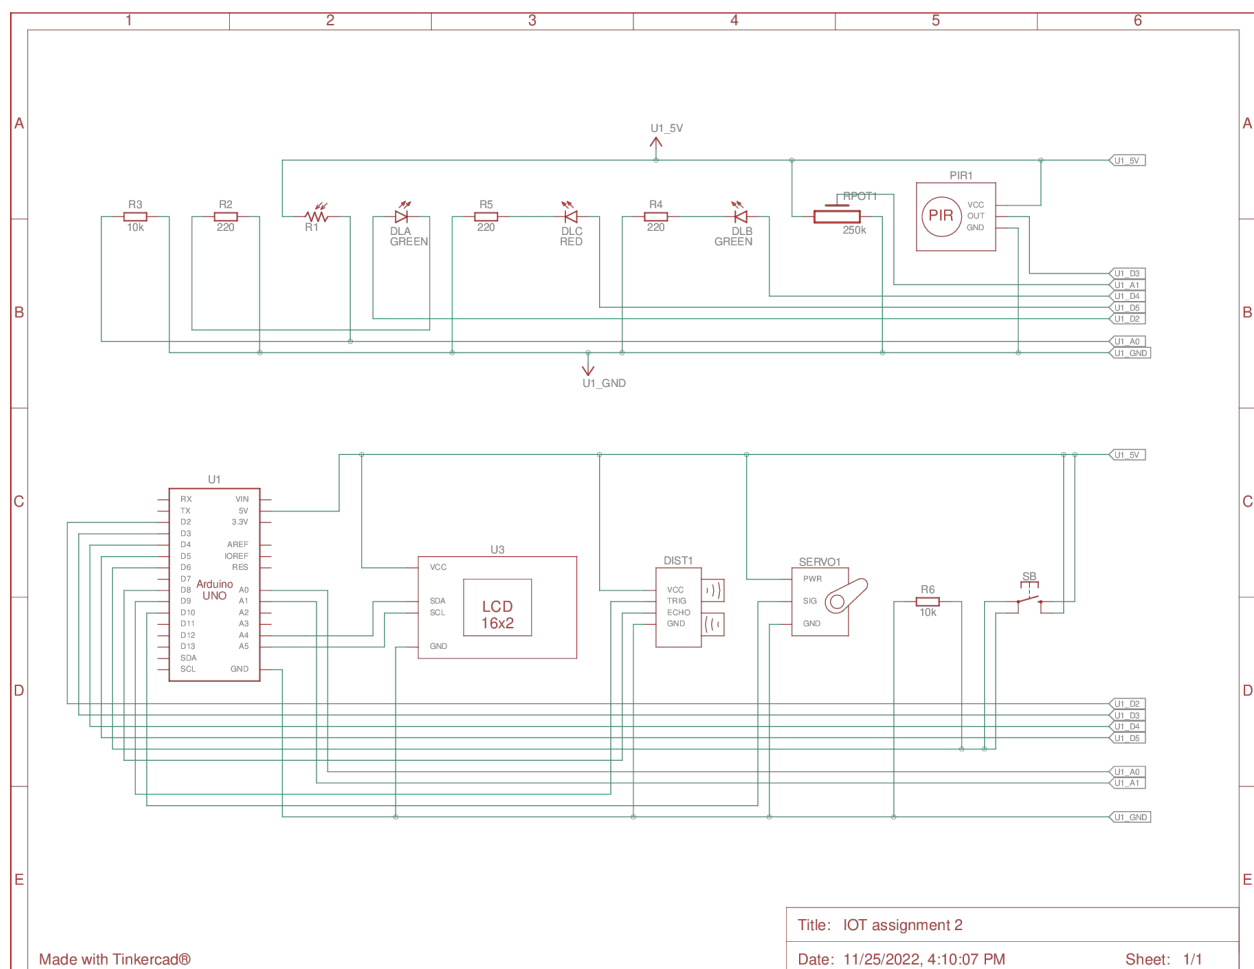 1 2 3 4 5 6
A A
U1_5V
U1_5V
PIR1
R3 R2 R5 R4 RPOT1
VCC
PIR OUT
GND
10k 220 R1 DLA 220 DLC 220 DLB 250k
GREEN RED GREEN
U1_D3
U1_A1
U1_D4
B B
U1_D5
U1_D2
U1_A0
U1_GND
U1_GND
U1_5V
U1
C C
RX VIN
TX 5V
D2 3.3V
D3
D4 AREF
D5 IOREF
D6 RES
D7
Arduino
UNO
D8 A0
D9 A1
D10 A2
D11 A3
D12 A4
D13 A5
SDA
SCL GND
U3
VCC
SDA
SCL
GND
LCD
16x2
DIST1
VCC
TRIG
ECHO
GND
SERVO1
PWR
SIG
GND
R6
10k
SB
D D
U1_D2
U1_D3
U1_D4
U1_D5
U1_A0
U1_A1
U1_GND
E E
Title: IOT assignment 2
Made with Tinkercad®
Date: 11/25/2022, 4:10:07 PM Sheet: 1/1